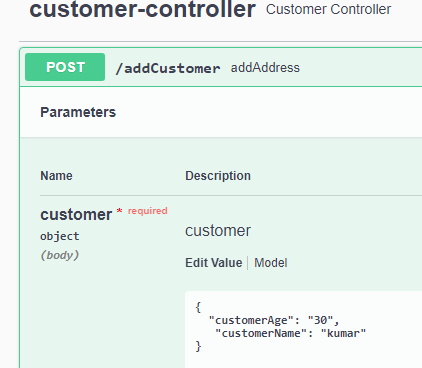 customer-controller Customer Controller
POST /addCustomer addAddress
Parameters
Name Description
customer * required
object
(body)
customer
Edit Value | Model
{
"customerAge": "30",
"customerName": "kumar"
}